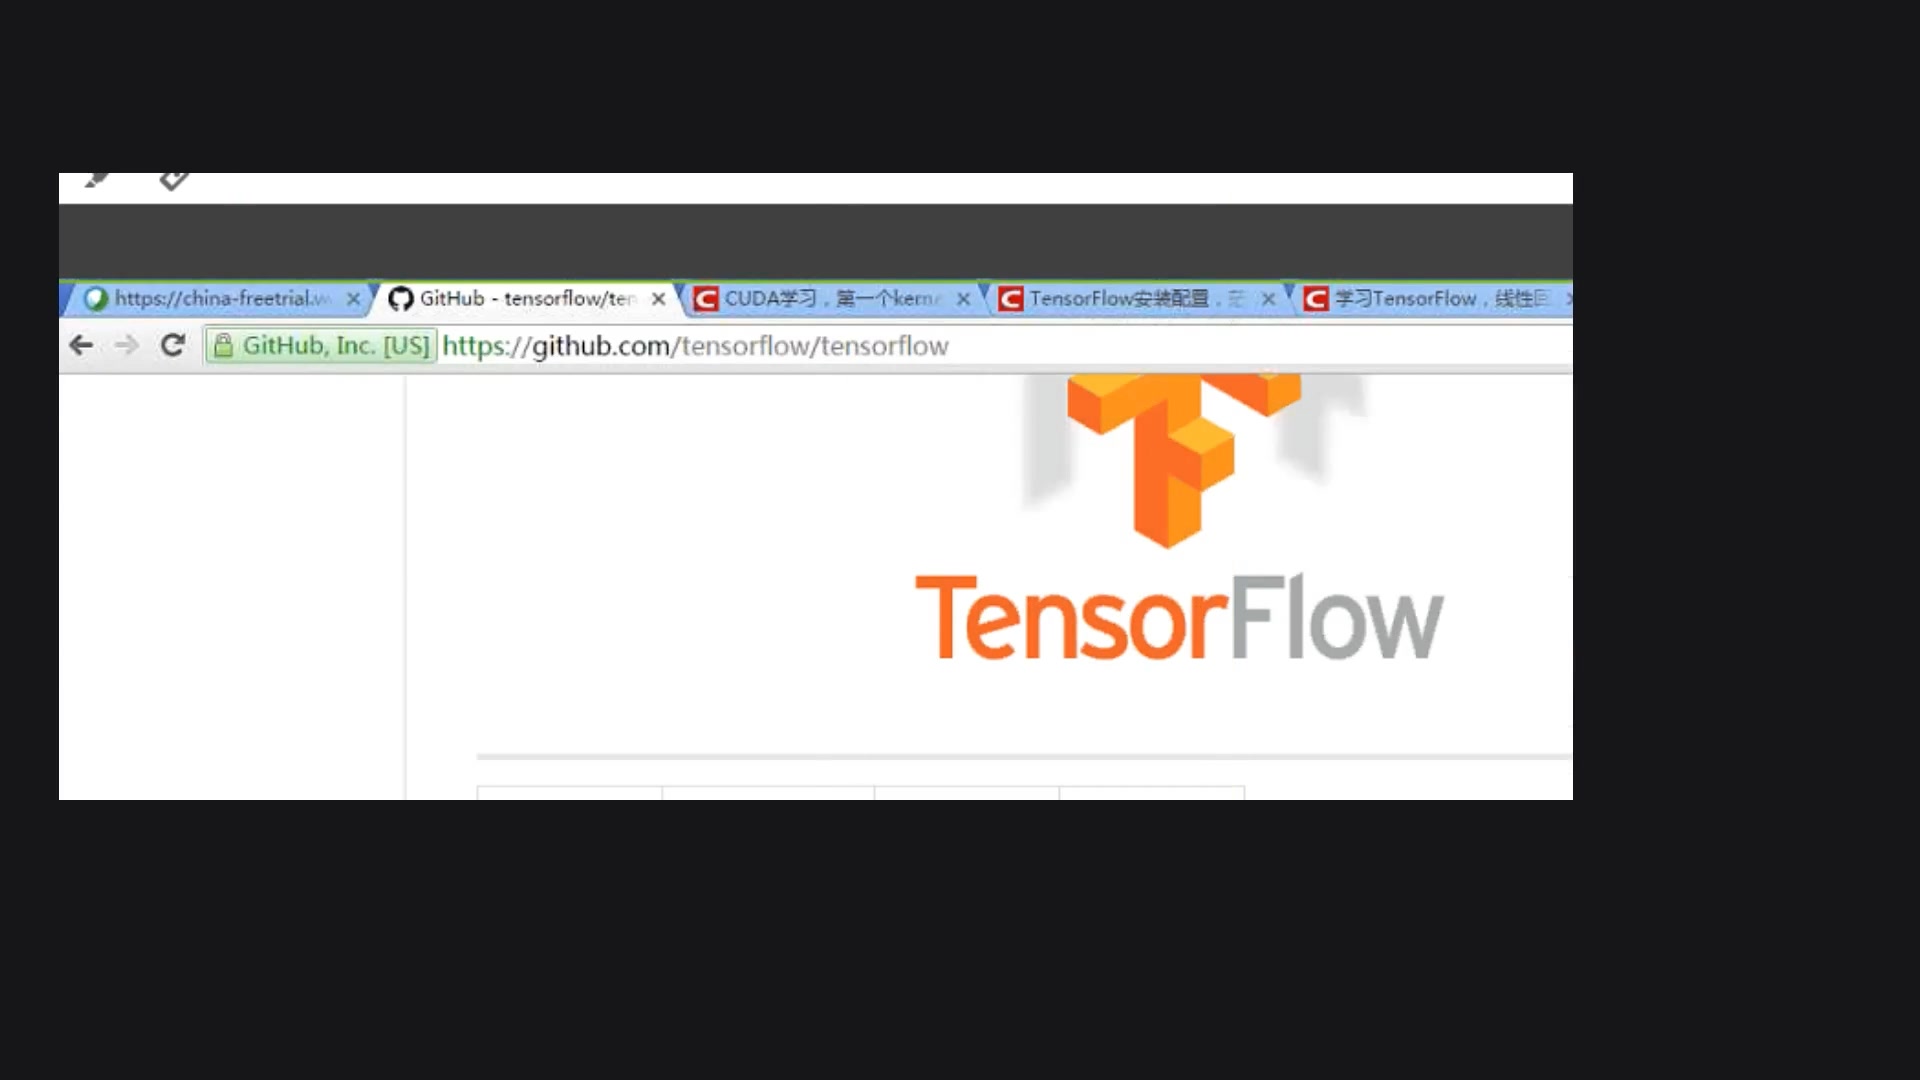 https://china-freetrial.w
GitHub - tensorflow/ten
CUDA学习，第一个kerne
TensorFlow安装配置，
学习TensorFlow，线性回
GitHub, Inc. [US] https://github.com/tensorflow/tensorflow
TensorFlow